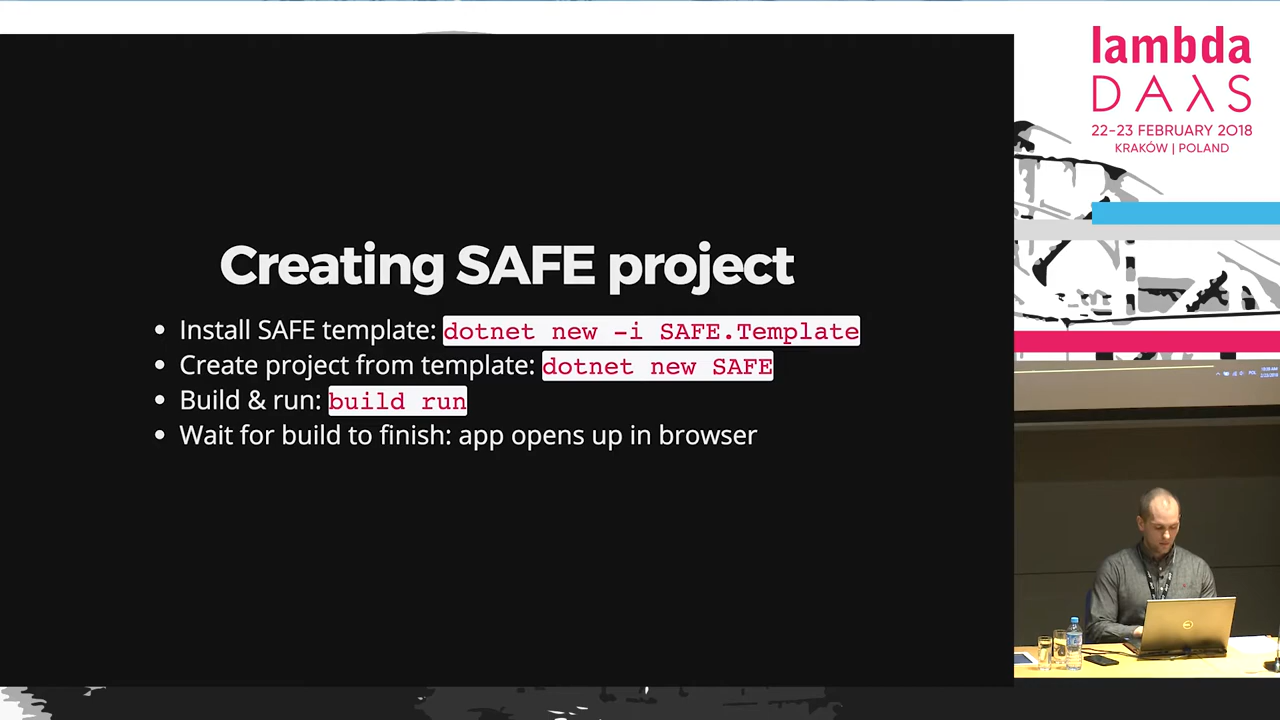 Creating SAFE project
• Install SAFE template: dotnet new -i SAFE.Template
• Create project from template: dotnet new SAFE
• Build & run: build run
• Wait for build to finish: app opens up in browser
lambda
DAλS
22-23 FEBRUARY 2018
KRAKÓW | POLAND